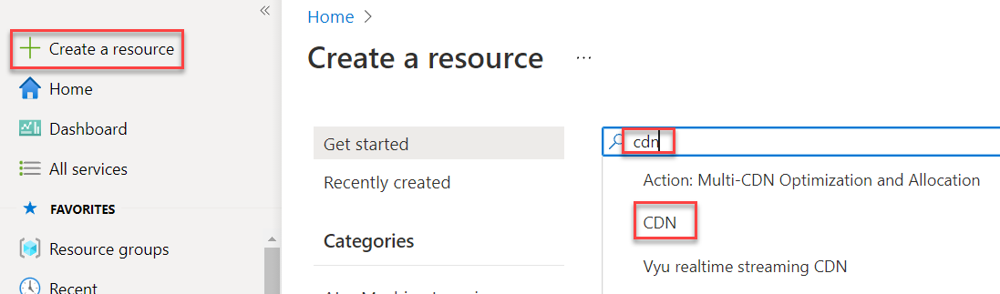 Create a resource
Home
Dashboard
All services
FAVORITES
Resource groups
Recent
Home
Create a resource
Get started
Recently created
Categories
cdn
Action: Multi-CDN Optimization and Allocation
CDN
Vyu realtime streaming CDN